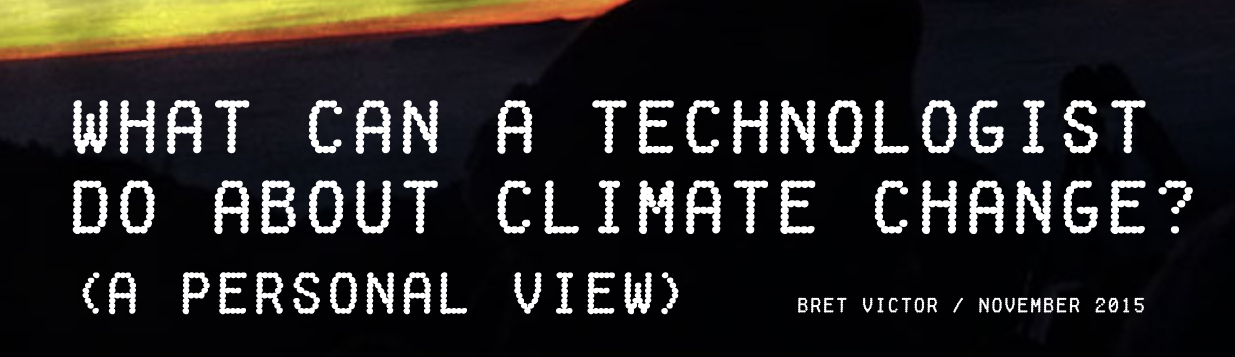 WHAT CAN A TECHNOLOGIST
DO ABOUT CLIMATE CHANGE?
(A PERSONAL VIEW)
BRET VICTOR / NOVEMBER 2015